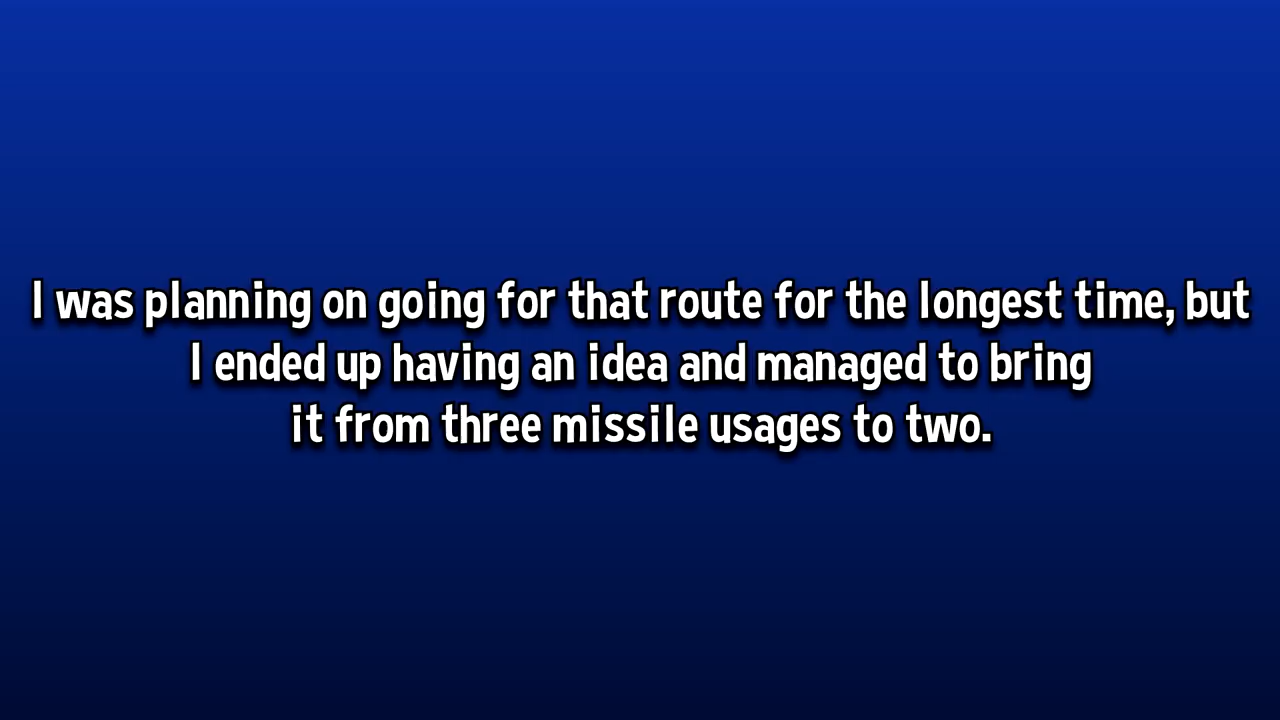 I was planning on going for that route for the longest time, but
I ended up having an idea and managed to bring
it from three missile usages to two.